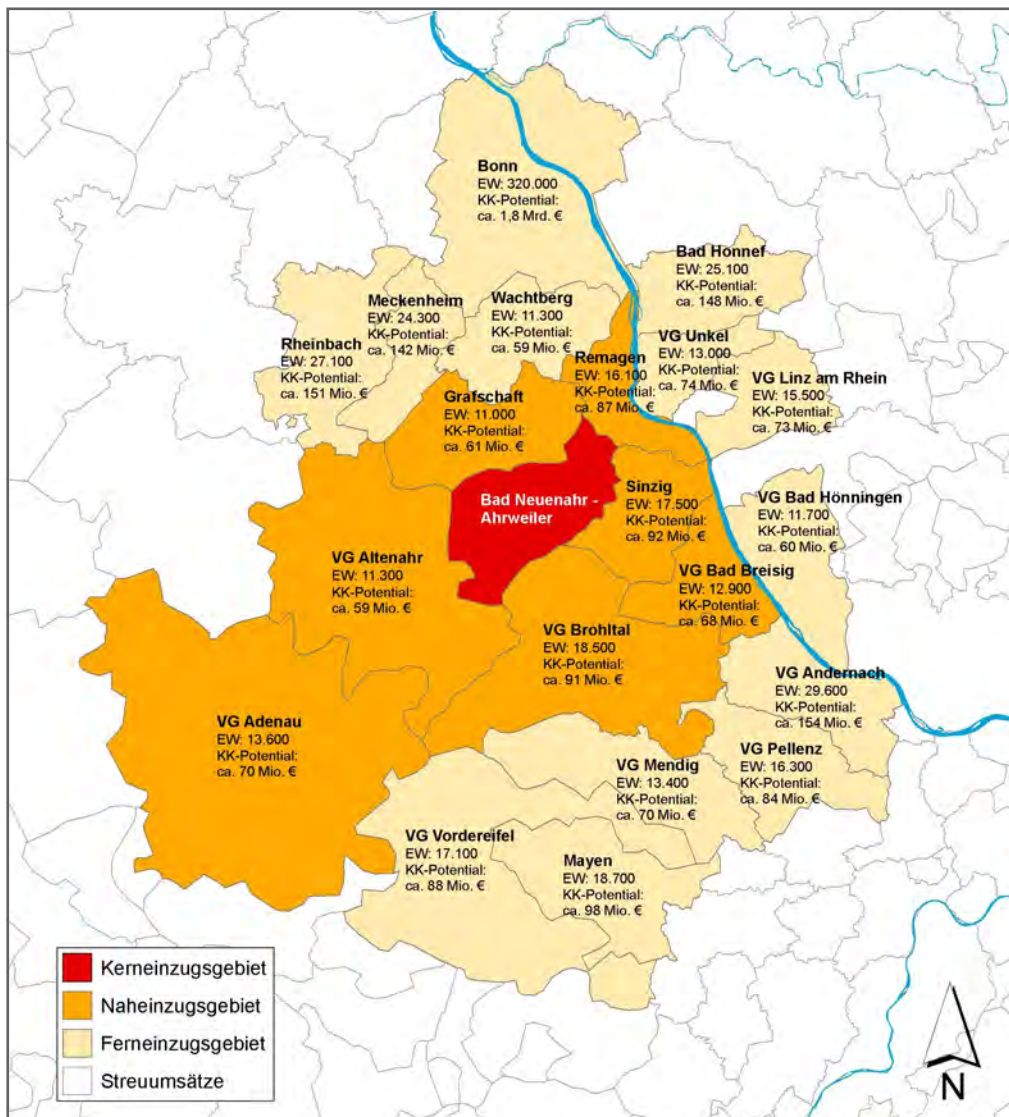 Bonn
EW: 320.000
KK-Potential:
ca. 1,8 Mrd. €
Bad Honnef
EW: 25.100
KK-Potential:
ca. 148 Mio. €
Meckenheim
EW: 24.300
KK-Potential:
ca. 142 Mio. €
Wachtberg
EW: 11.300
KK-Potential:
ca. 59 Mio. €
Rheinbach
EW: 27.100
KK-Potential:
ca. 151 Mio. €
VG Unkel
EW: 13.000
KK-Potential:
ca. 74 Mio. €
Remagen
EW: 16.100
KK-Potential:
ca. 87 Mio. €
VG Linz am Rhein
EW: 15.500
KK-Potential:
ca. 73 Mio. €
Grafschaft
EW: 11.000
KK-Potential:
ca. 61 Mio. €
Bad Neuenahr -
Ahrweiler
Sinzig
EW: 17.500
KK-Potential:
ca. 92 Mio. €
VG Bad Hönningen
EW: 11.700
KK-Potential:
ca. 60 Mio. €
VG Altenahr
EW: 11.300
KK-Potential:
ca. 59 Mio. €
VG Bad Breisig
EW: 12.900
KK-Potential:
ca. 68 Mio. €
VG Brohltal
EW: 18.500
KK-Potential:
ca. 91 Mio. €
VG Andernach
EW: 29.600
KK-Potential:
ca. 154 Mio. €
VG Adenau
EW: 13.600
KK-Potential:
ca. 70 Mio. €
VG Pellenz
EW: 16.300
KK-Potential:
ca. 84 Mio. €
VG Mendig
EW: 13.400
KK-Potential:
ca. 70 Mio. €
VG Vordereifel
EW: 17.100
KK-Potential:
ca. 88 Mio. €
Mayen
EW: 18.700
KK-Potential:
ca. 98 Mio. €
Kerneinzugsgebiet
Naheinzugsgebiet
Ferneinzugsgebiet
Streuumsätze
N